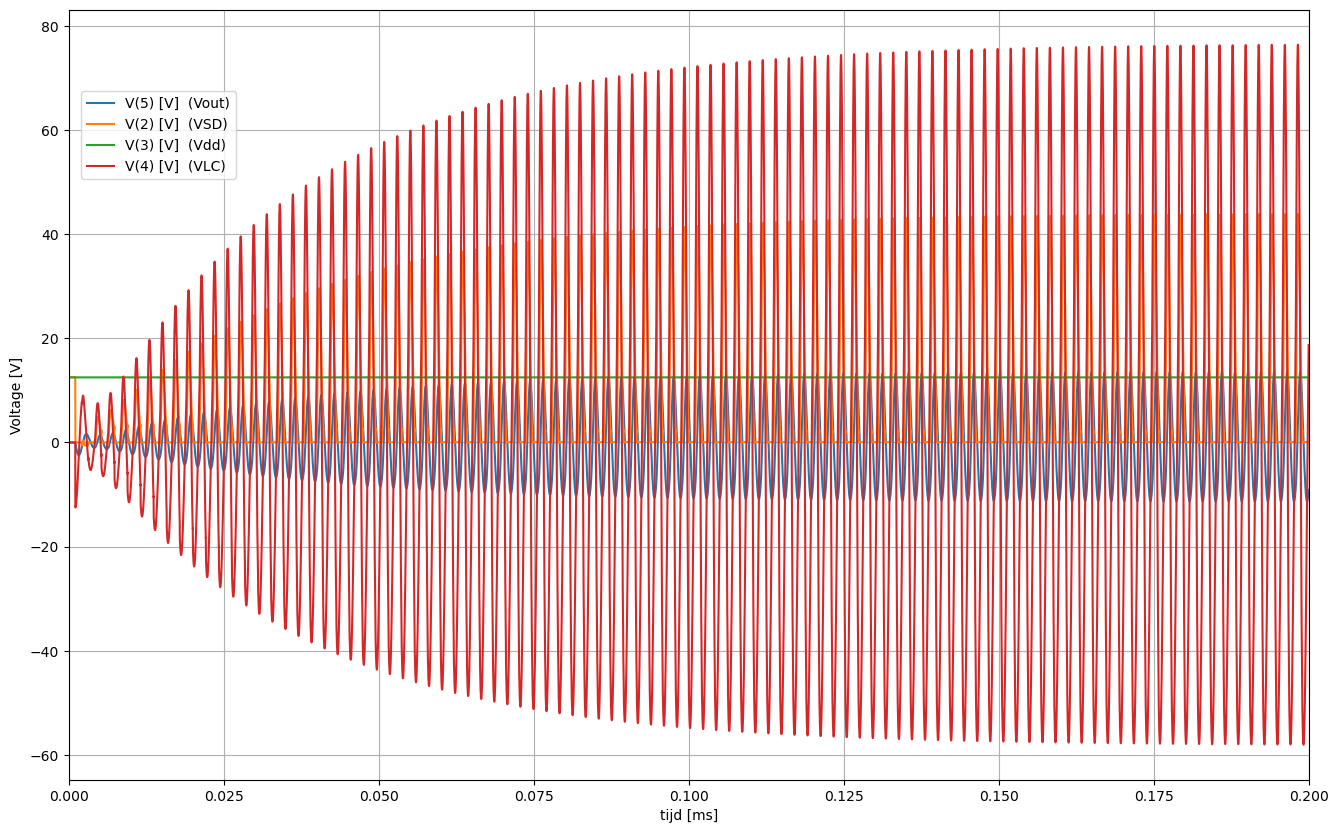 80
60
40
20
0
−20
−40
−60
Voltage [V]
V(5) [V]  (Vout)
V(2) [V]  (VSD)
V(3) [V]  (Vdd)
V(4) [V]  (VLC)
0.000 0.025 0.050 0.075 0.100 0.125 0.150 0.175 0.200
tijd [ms]